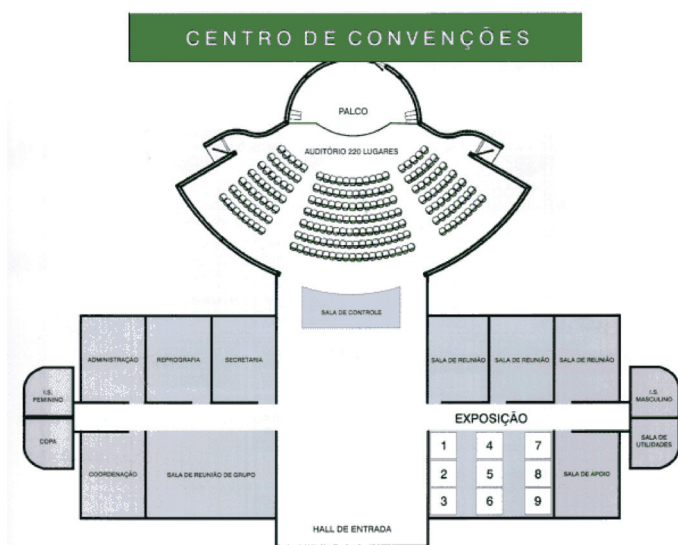 CENTRO DE CONVENÇÕES
PALCO
AUDITÓRIO 220 LUGARES
SALA DE CONTROLE
ADMINISTRAÇÃO
REPROGRAFIA
SECRETARIA
SALA DE REUNIÃO
SALA DE REUNIÃO
SALA DE REUNIÃO
I.S.
FEMININO
I.S.
MASCULINO
COPA
EXPOSIÇÃO
SALA DE
UTILIDADES
1 4 7
2 5 8
3 6 9
COORDENAÇÃO
SALA DE REUNIÃO DE GRUPO
SALA DE APOIO
HALL DE ENTRADA